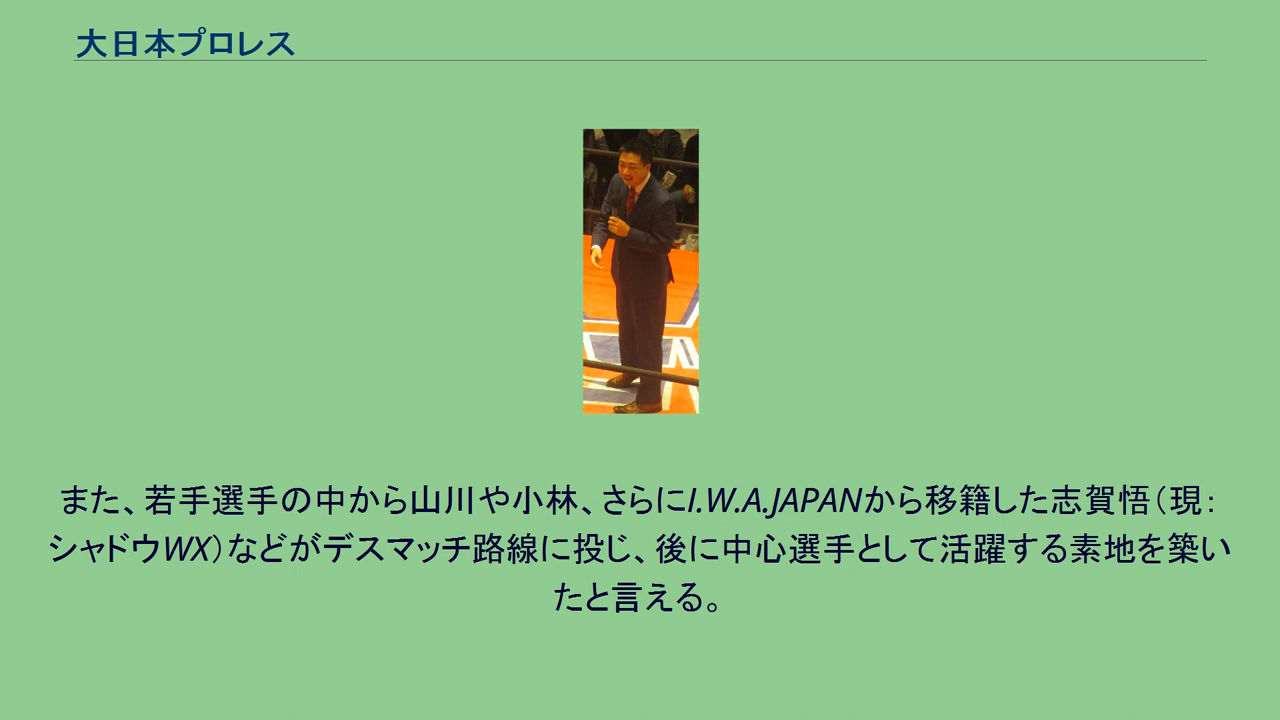 大日本プロレス
また、若手選手の中から山川や小林、さらにI.W.A.JAPANから移籍した志賀悟（現：
シャドウWX）などがデスマッチ路線に投じ、後に中心選手として活躍する素地を築い
たと言える。